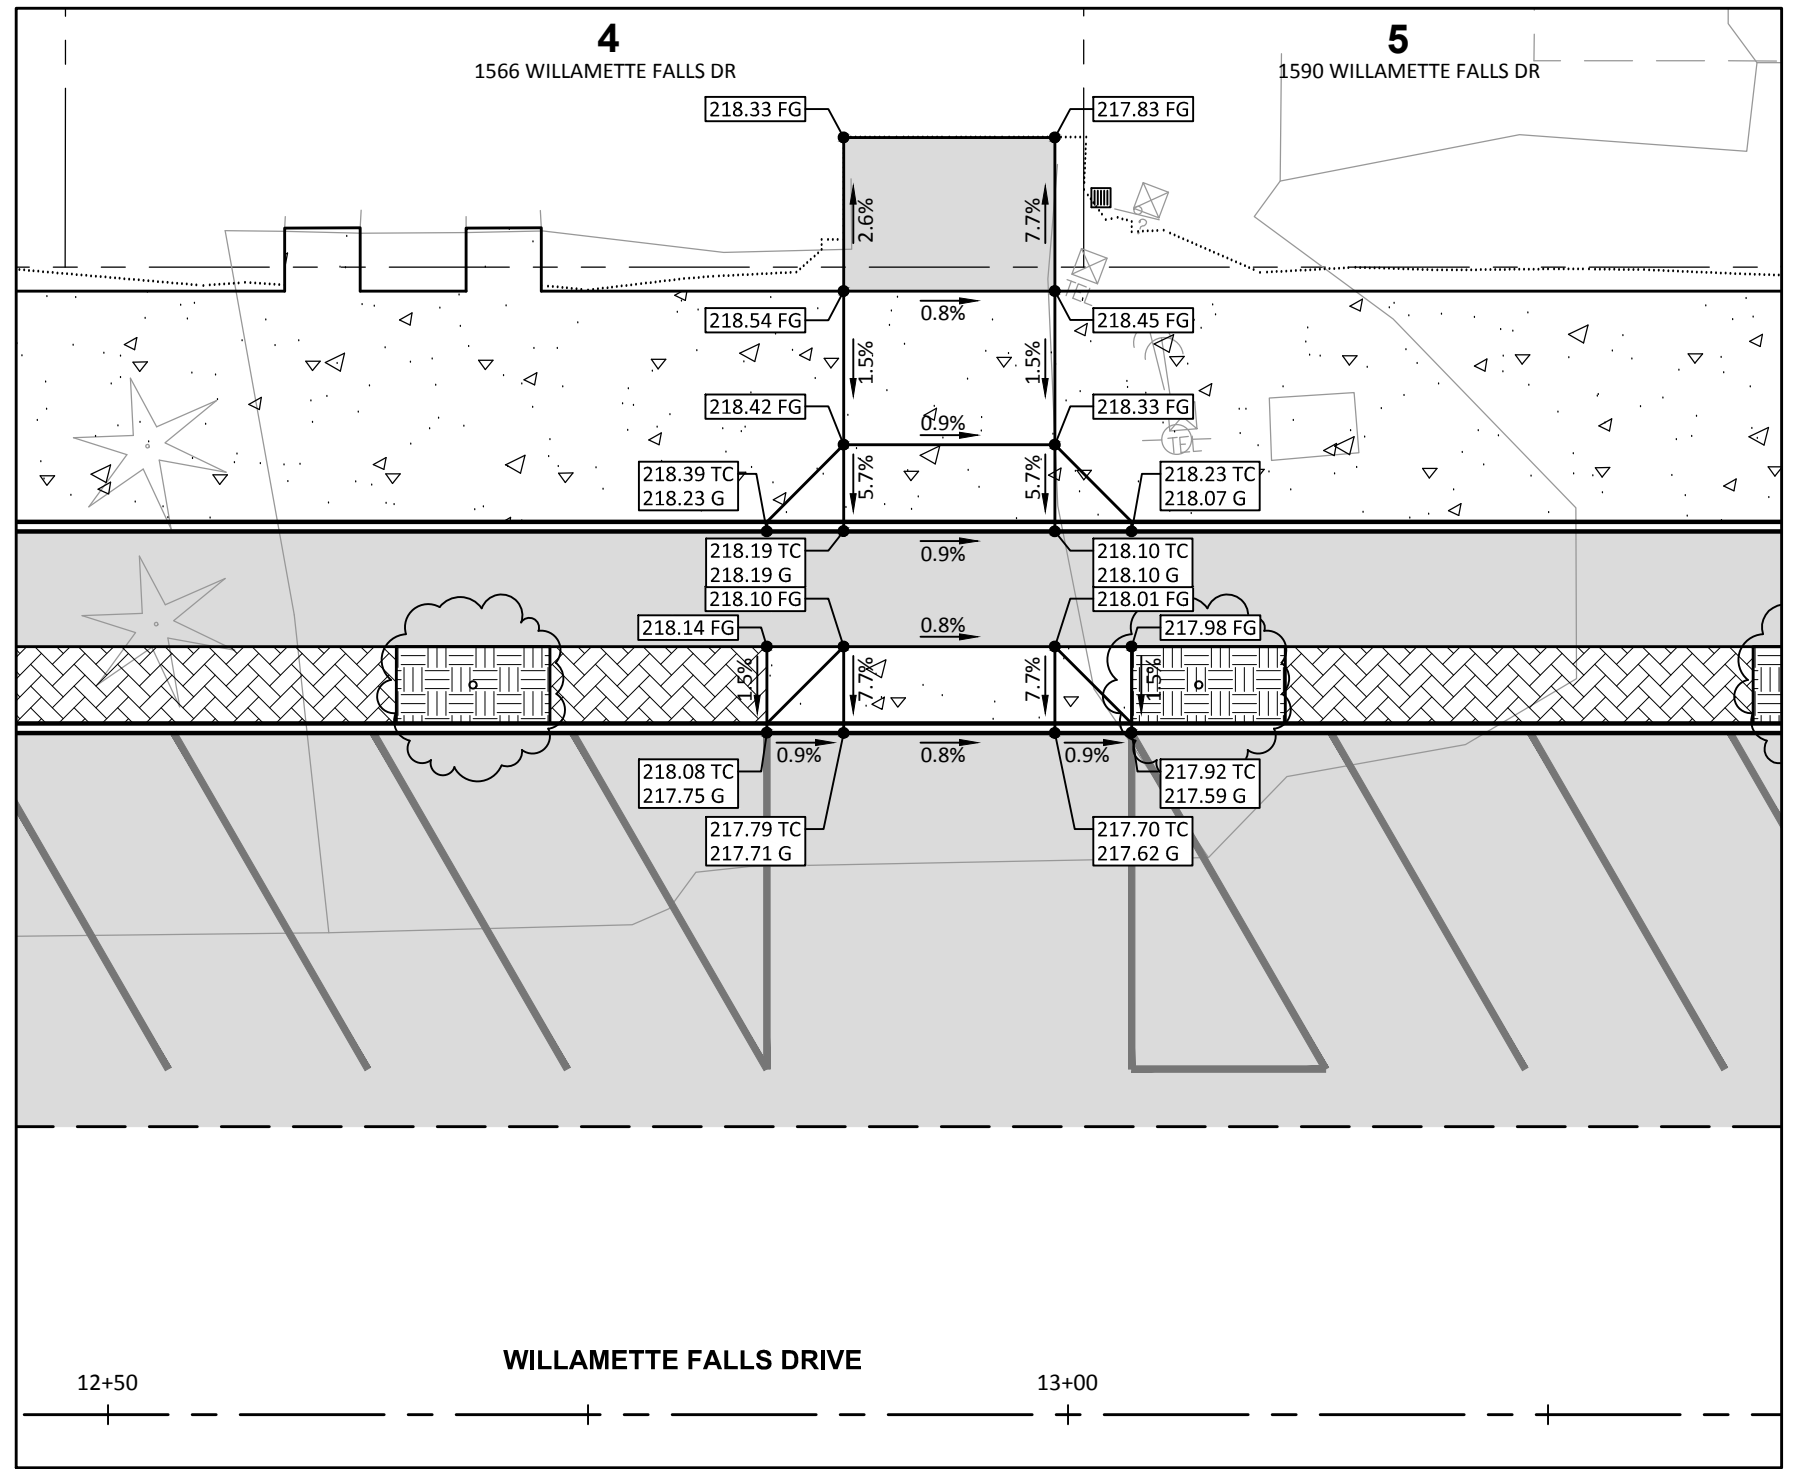 4
5
1566 WILLAMETTE FALLS DR
1590 WILLAMETTE FALLS DR
218.33 FG
217.83 FG
2.6%
7.7%
?
TEL
218.54 FG
0.8%
218.45 FG
1.5%
1.5%
218.42 FG
0.9%
218.33 FG
TEL
5.7%
5.7%
218.39 TC
218.23 G
218.23 TC
218.07 G
218.19 TC
218.19 G
0.9%
218.10 TC
218.10 G
218.10 FG
218.01 FG
218.14 FG
0.8%
217.98 FG
1.5%
7.7%
7.7%
1.5%
0.9%
0.8%
0.9%
218.08 TC
217.75 G
217.92 TC
217.59 G
217.79 TC
217.71 G
217.70 TC
217.62 G
WILLAMETTE FALLS DRIVE
12+50
13+00